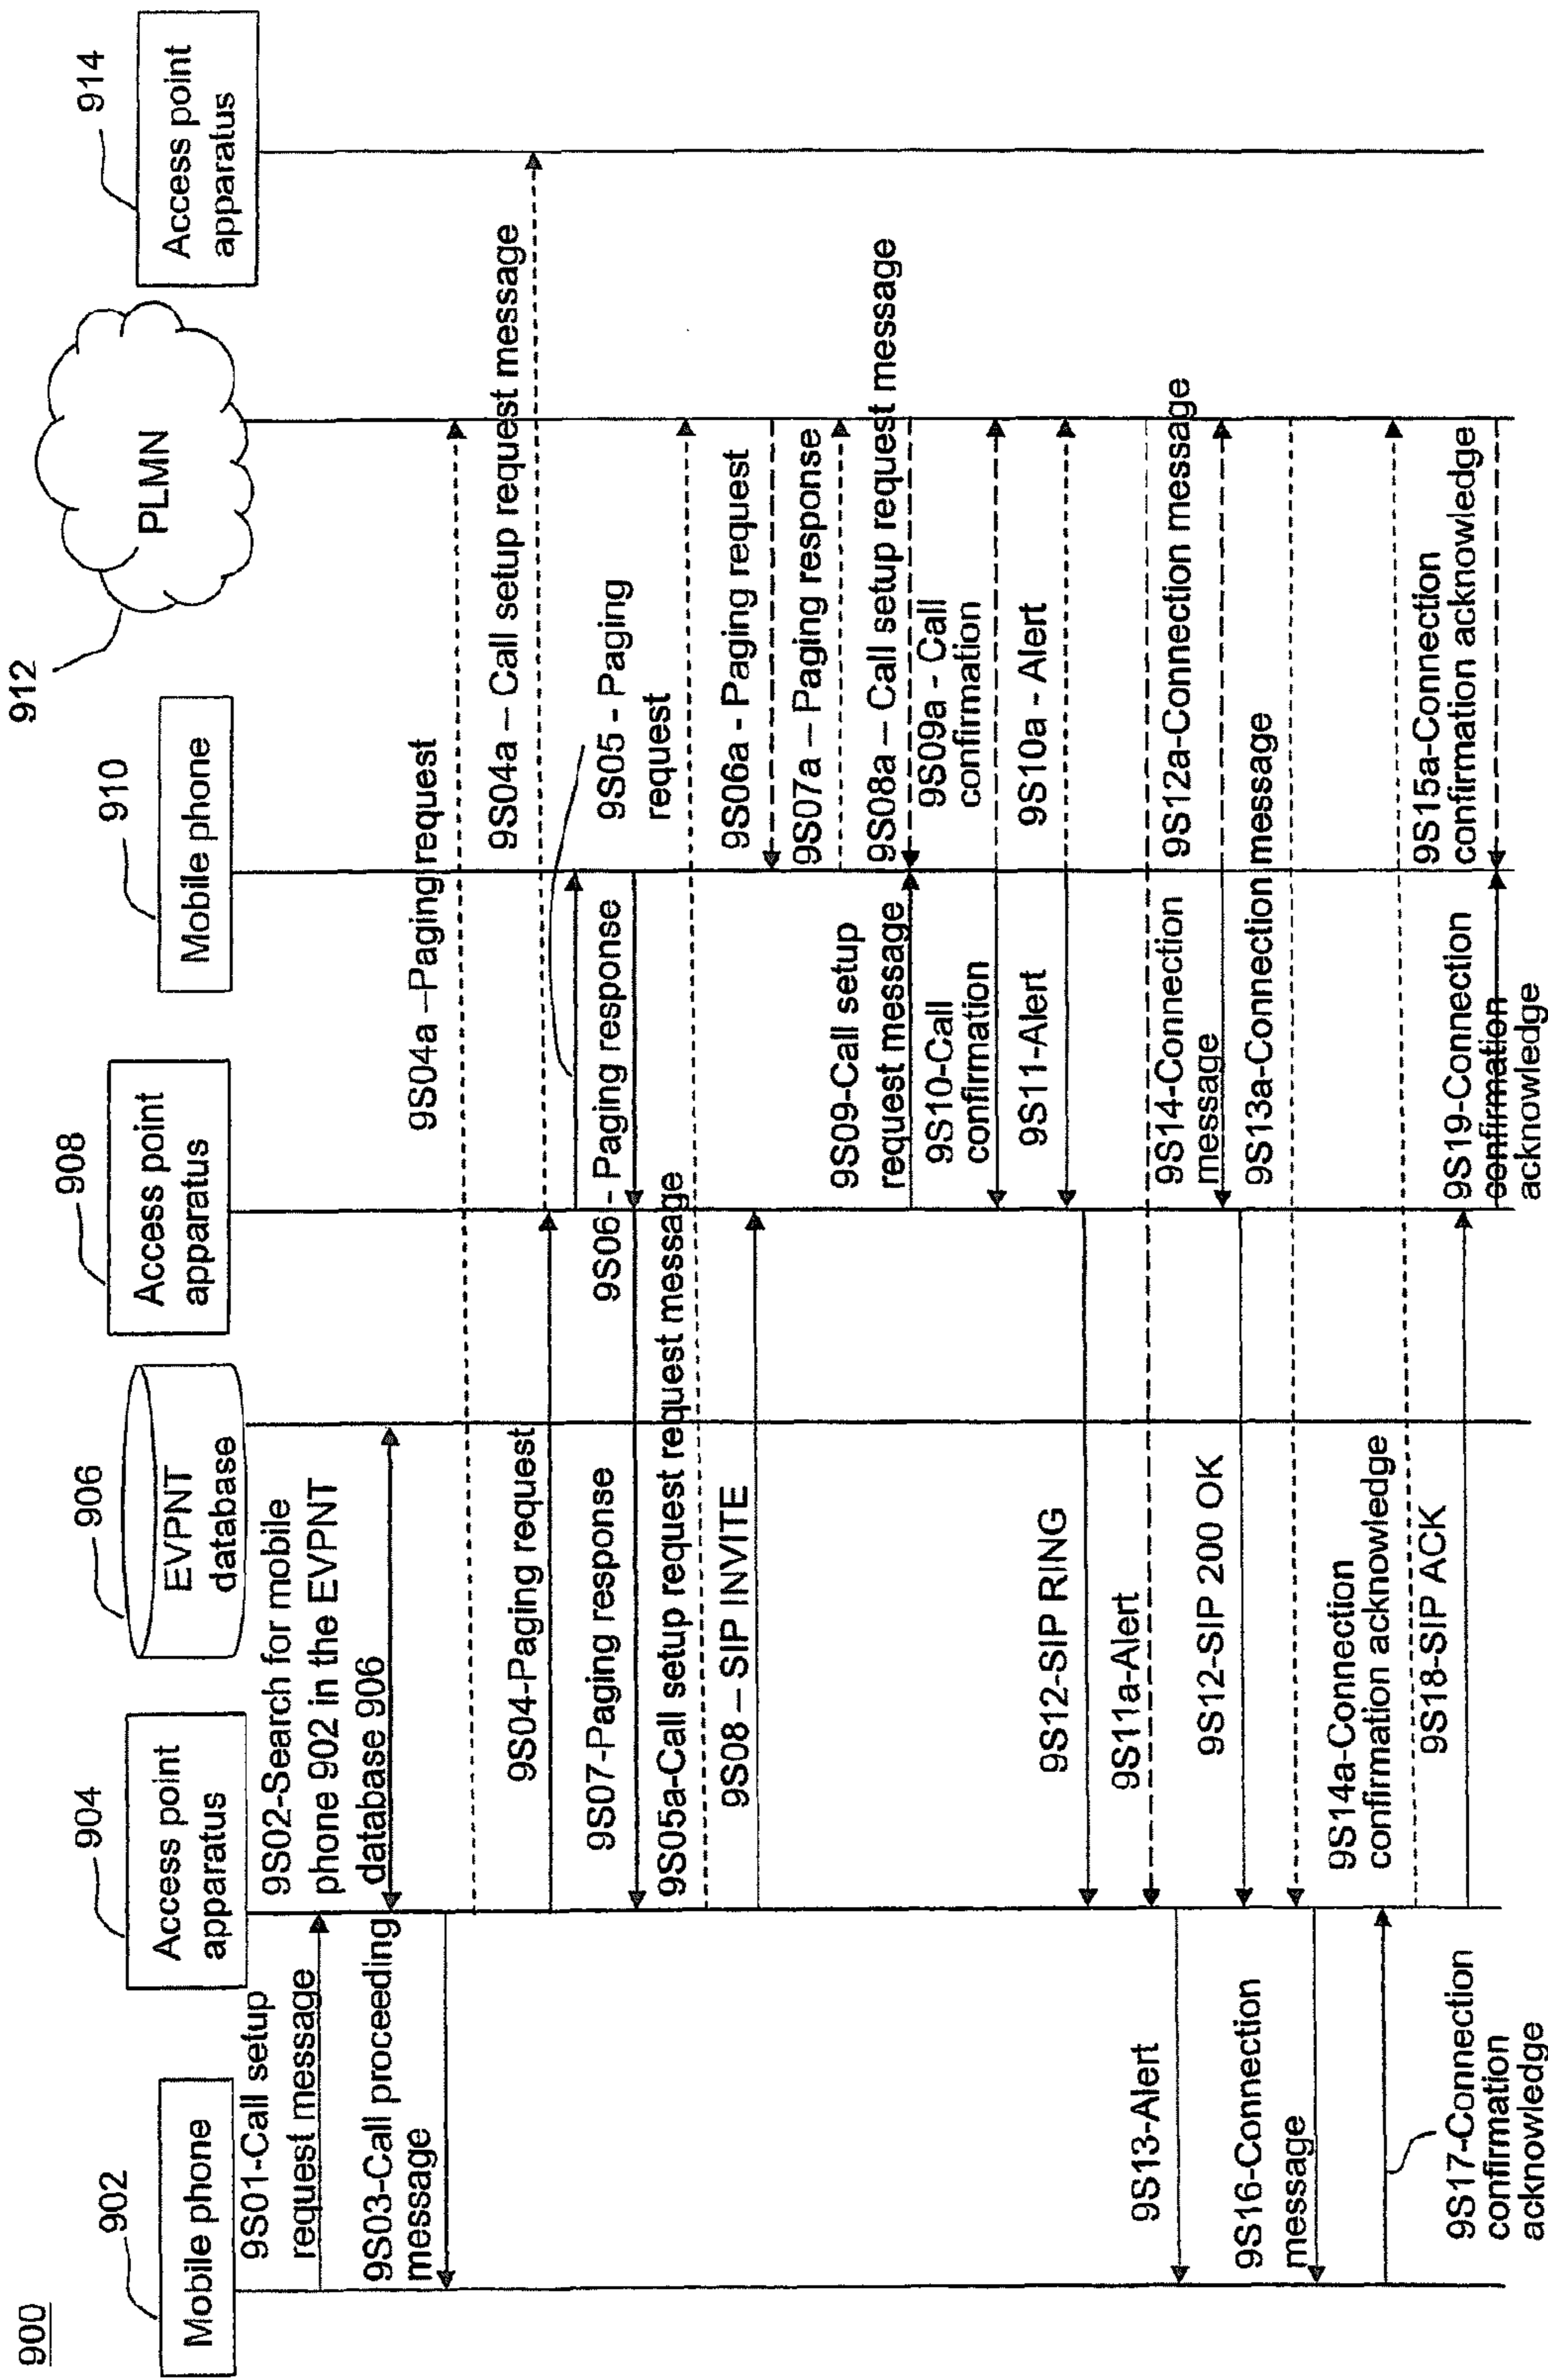 900
902
Mobile phone
904
Access point
apparatus
906
EVPNT
database
908
Access point
apparatus
910
Mobile phone
912
PLMN
914
Access point
apparatus
9S01-Call setup
request message
9S02-Search for mobile
phone 902 in the EVPNT
database 906
9S03-Call proceeding
message
9S04a –Paging request
9S04-Paging request
9S04a – Call setup request message
9S05 - Paging
request
9S06 - Paging response
9S07-Paging response
9S05a-Call setup request request message
9S08 – SIP INVITE
9S06a - Paging request
9S07a – Paging response
9S08a – Call setup request message
9S09-Call setup
request message
9S09a - Call
confirmation
9S10-Call
confirmation
9S10a - Alert
9S11-Alert
9S12-SIP RING
9S11a-Alert
9S13-Alert
9S12a-Connection message
9S14-Connection
message
9S12-SIP 200 OK
9S13a-Connection message
9S16-Connection
message
9S14a-Connection
confirmation acknowledge
9S17-Connection
confirmation
acknowledge
9S18-SIP ACK
9S15a-Connection
confirmation acknowledge
9S19-Connection
confirmation
acknowledge